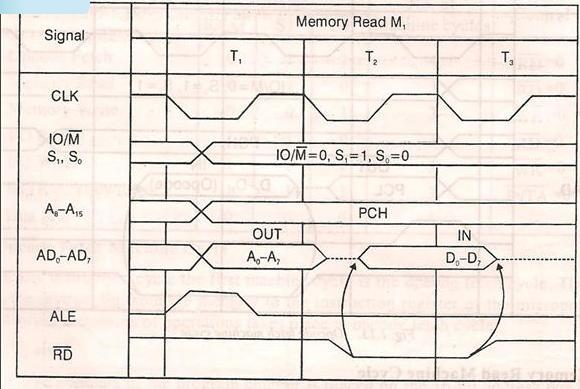 Signal
Memory Read M₁
T₁ T₂ T₃
CLK
IO/M̅
S₁, S₀
IO/M̅=0, S₁=1, S₀=0
A₈–A₁₅
PCH
OUT
IN
AD₀–AD₇
A₀–A₇
D₀–D₇
ALE
R̅D̅